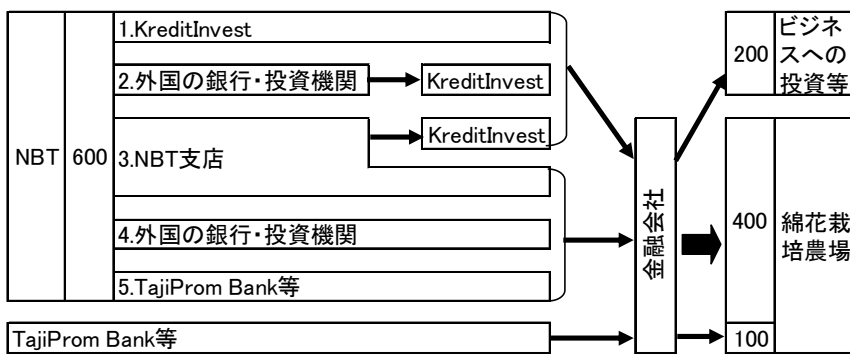 1.KreditInvest
2.外国の銀行・投資機関
KreditInvest
KreditInvest
NBT
600
3.NBT支店
4.外国の銀行・投資機関
5.TajiProm Bank等
TajiProm Bank等
金融会社
200
ビジネ
スへの
投資等
400
綿花栽
培農場
100